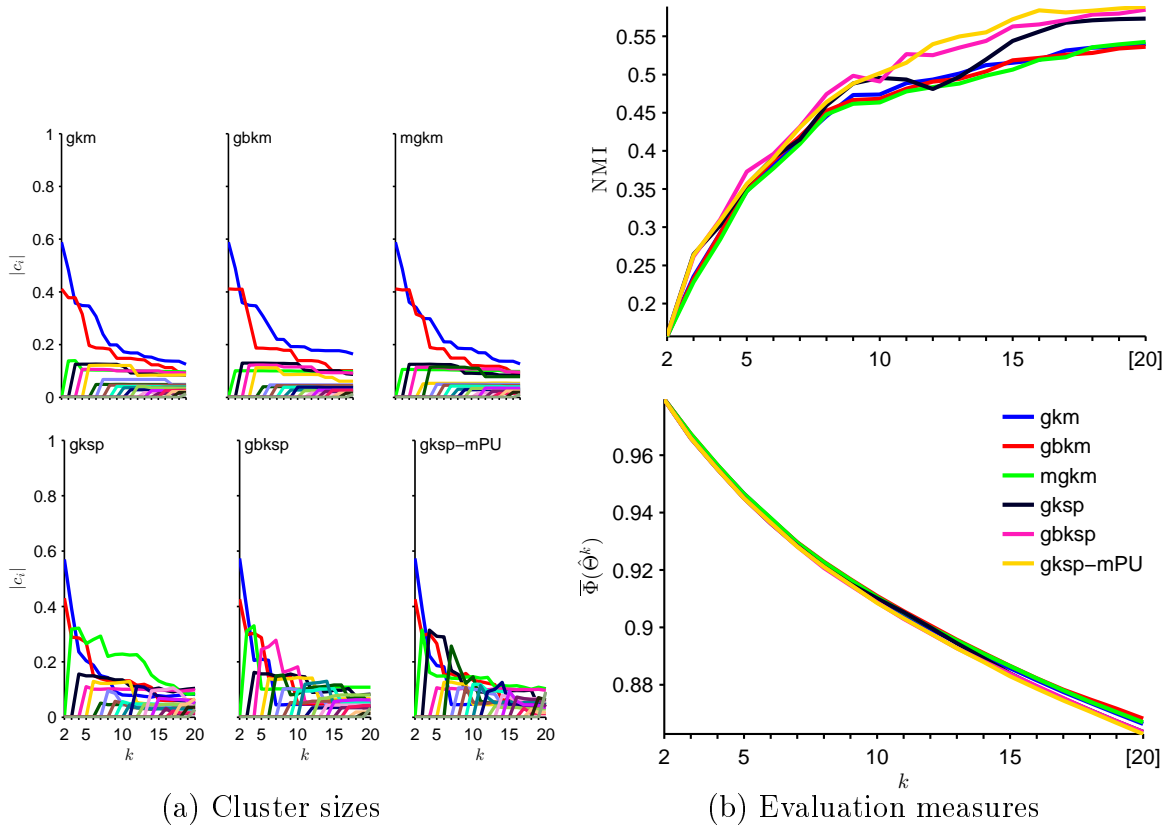 gkm
gbkm
mgkm
1
0.8
0.6
0.4
0.2
0
|c_i|
gksp
gbksp
gksp−mPU
1
0.8
0.6
0.4
0.2
0
|c_i|
2 5 10 15 20
2 5 10 15 20
2 5 10 15 20
k
k
k
(a) Cluster sizes
0.55
0.5
0.45
0.4
0.35
0.3
0.25
0.2
NMI
2 5 10 15 [20]
gkm
gbkm
mgkm
gksp
gbksp
gksp−mPU
0.96
0.94
0.92
0.9
0.88
Φ̅(Θ̂^k)
2 5 10 15 [20]
k
(b) Evaluation measures